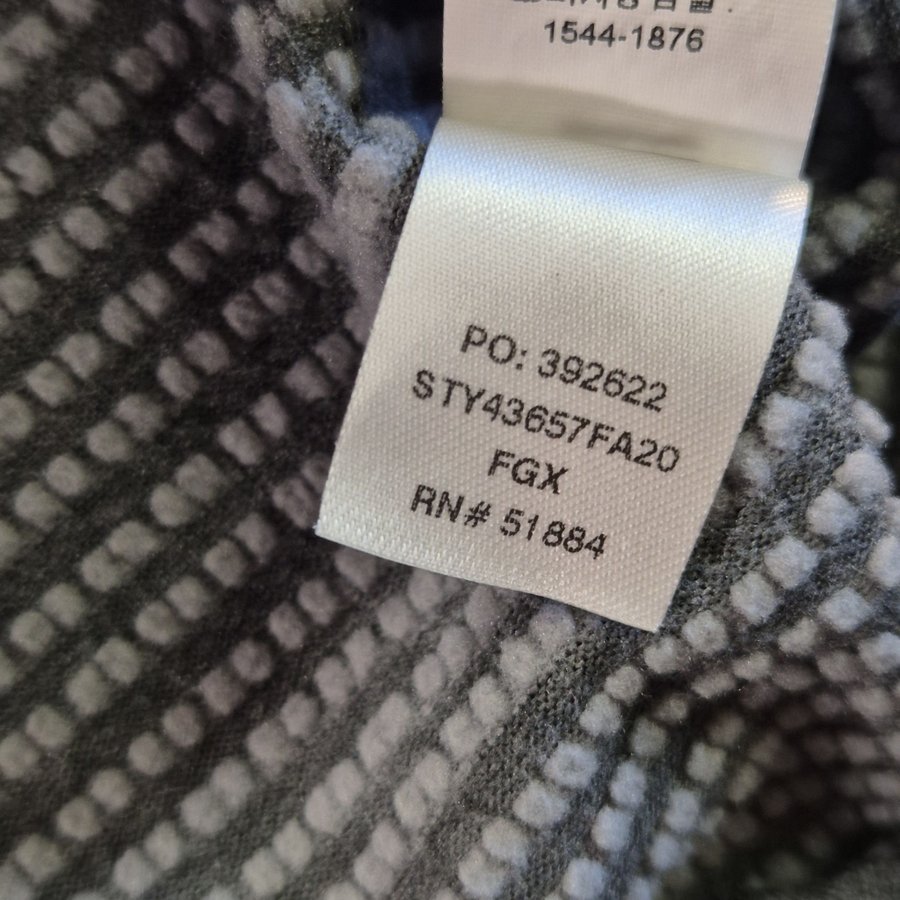 1544-1876
PO: 392622
STY43657FA20
FGX
RN# 51884